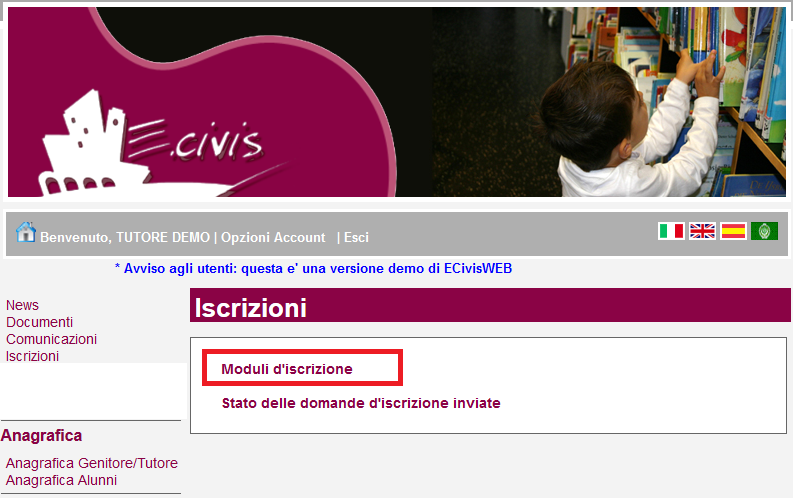 E.civis
Benvenuto, TUTORE DEMO | Opzioni Account | Esci
* Avviso agli utenti: questa e' una versione demo di ECivisWEB
News
Documenti
Comunicazioni
Iscrizioni
Anagrafica
Anagrafica Genitore/Tutore
Anagrafica Alunni
Iscrizioni
Moduli d'iscrizione
Stato delle domande d'iscrizione inviate